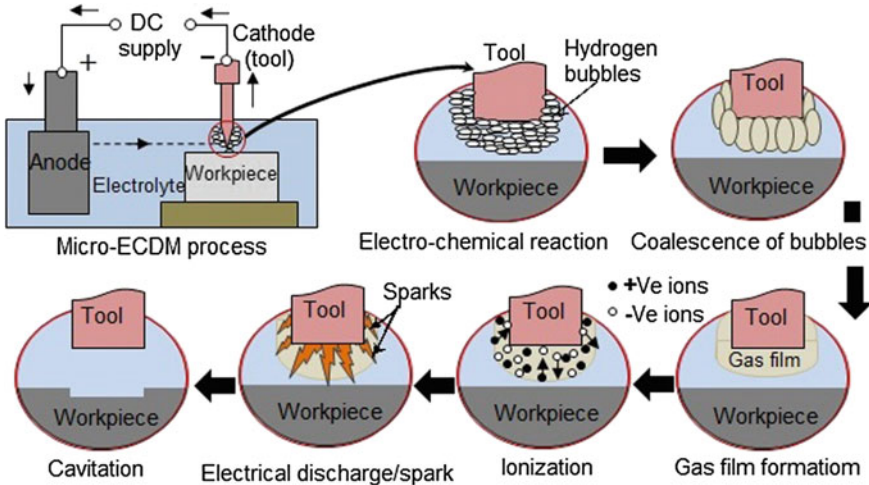 DC
supply
+
-
Cathode
(tool)
Anode
Electrolyte
Workpiece
Micro-ECDM process
Tool
Hydrogen
bubbles
Workpiece
Electro-chemical reaction
Tool
Workpiece
Coalescence of bubbles
Tool
Gas film
Workpiece
Gas film formatiom
+Ve ions
-Ve ions
Tool
Workpiece
Ionization
Sparks
Tool
Workpiece
Electrical discharge/spark
Tool
Workpiece
Cavitation